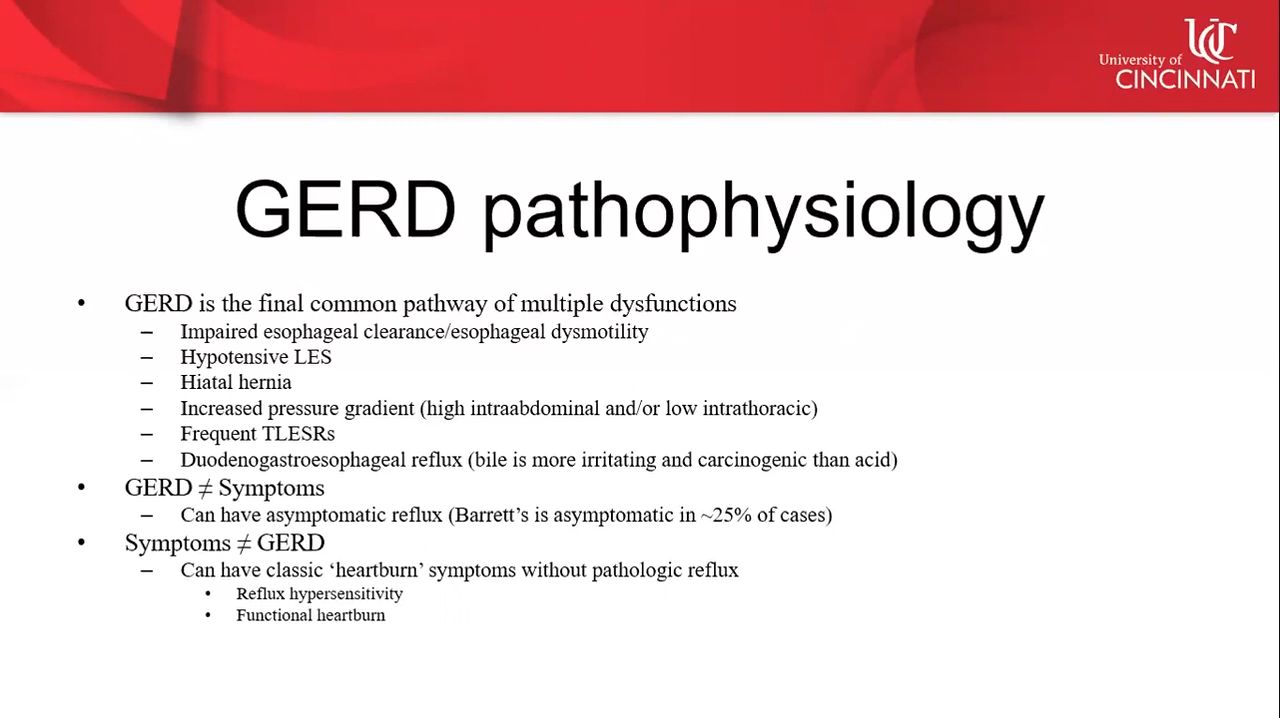 University of
CINCINNATI
GERD pathophysiology
• GERD is the final common pathway of multiple dysfunctions
– Impaired esophageal clearance/esophageal dysmotility
– Hypotensive LES
– Hiatal hernia
– Increased pressure gradient (high intraabdominal and/or low intrathoracic)
– Frequent TLESRs
– Duodenogastroesophageal reflux (bile is more irritating and carcinogenic than acid)
• GERD ≠ Symptoms
– Can have asymptomatic reflux (Barrett’s is asymptomatic in ~25% of cases)
• Symptoms ≠ GERD
– Can have classic ‘heartburn’ symptoms without pathologic reflux
• Reflux hypersensitivity
• Functional heartburn